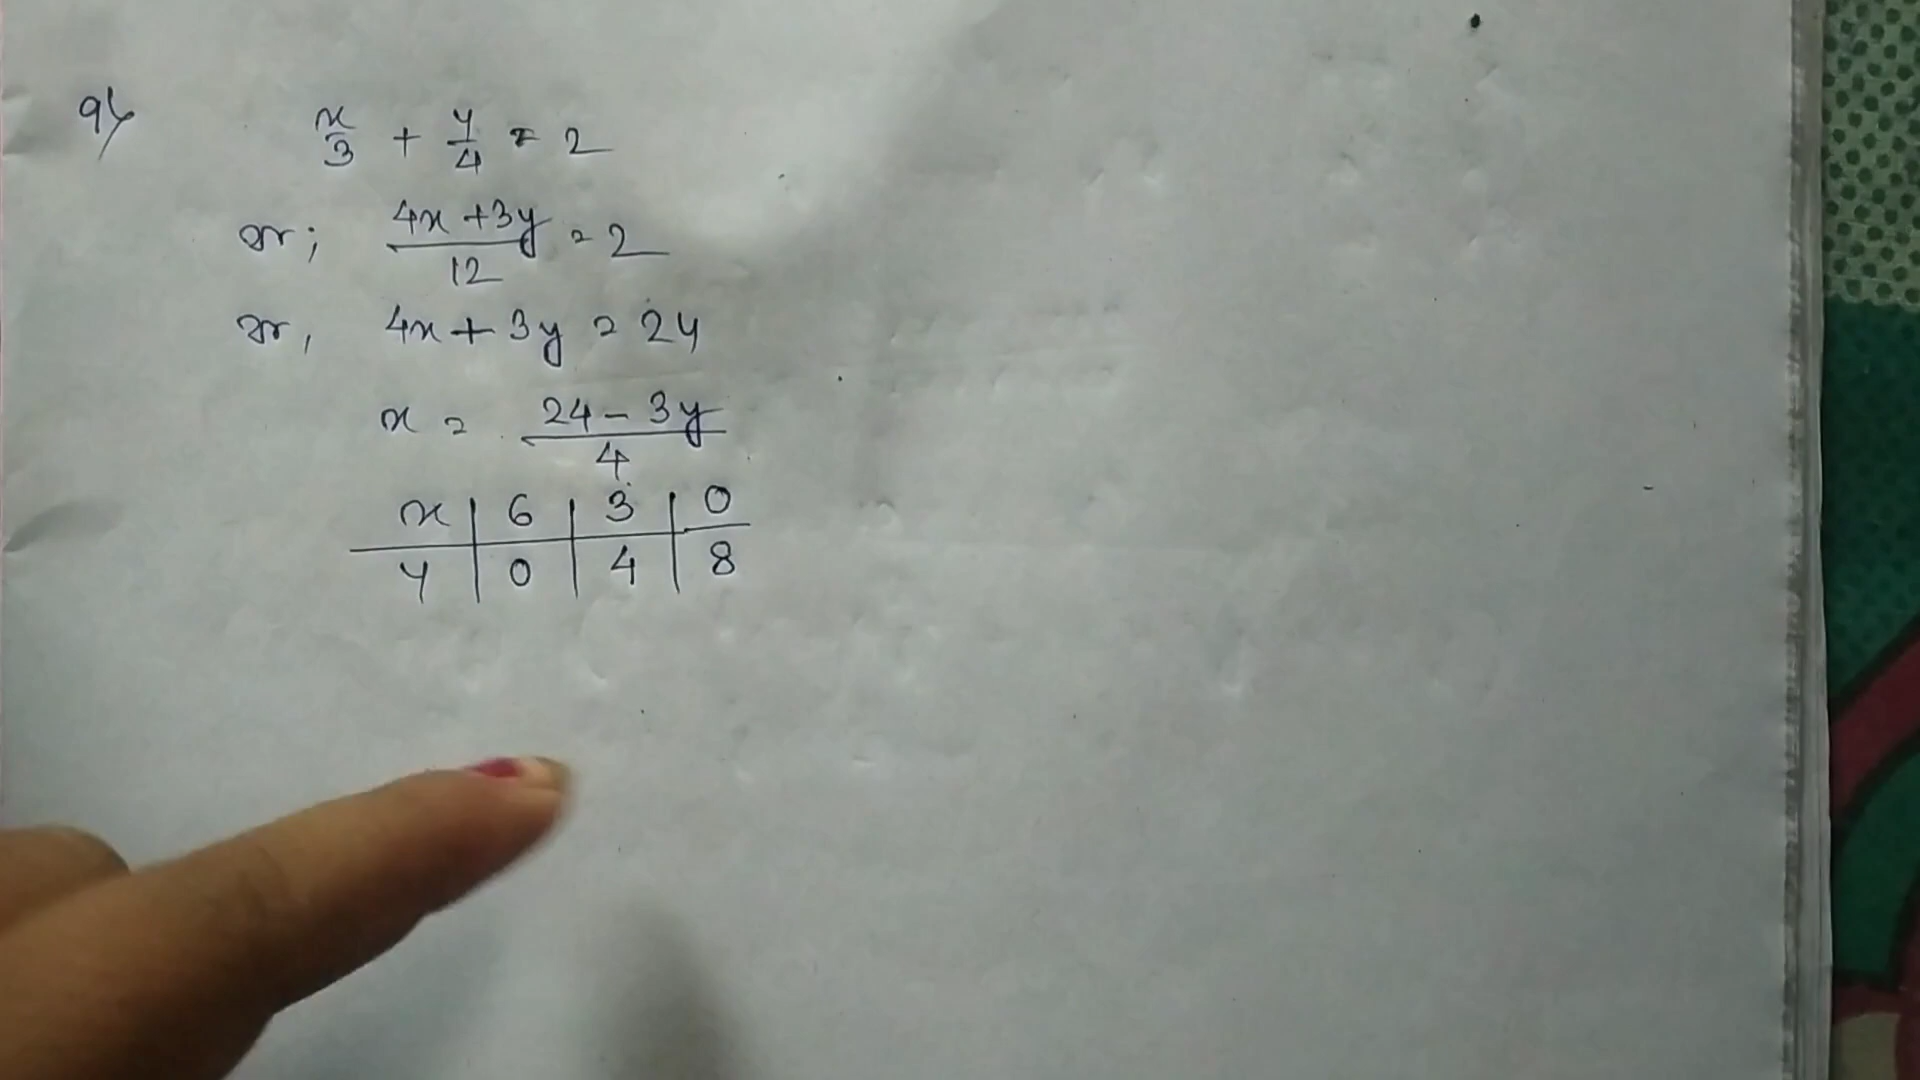 9)
x/3 + y/4 = 2
or; (4x+3y)/12 = 2
or, 4x+3y = 24
x = (24-3y)/4
x | 6 | 3 | 0
y | 0 | 4 | 8